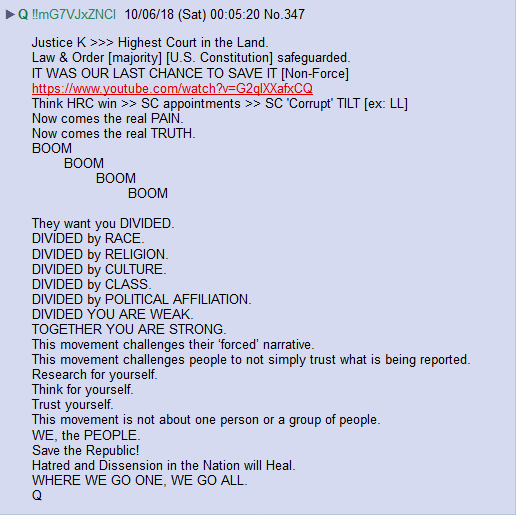 ▶ Q !!mG7VJxZNCI 10/06/18 (Sat) 00:05:20 No.347
Justice K >>> Highest Court in the Land.
Law & Order [majority] [U.S. Constitution] safeguarded.
IT WAS OUR LAST CHANCE TO SAVE IT [Non-Force]
https://www.youtube.com/watch?v=G2qIXXafxCQ
Think HRC win >> SC appointments >> SC 'Corrupt' TILT [ex: LL]
Now comes the real PAIN.
Now comes the real TRUTH.
BOOM
BOOM
BOOM
BOOM
They want you DIVIDED.
DIVIDED by RACE.
DIVIDED by RELIGION.
DIVIDED by CULTURE.
DIVIDED by CLASS.
DIVIDED by POLITICAL AFFILIATION.
DIVIDED YOU ARE WEAK.
TOGETHER YOU ARE STRONG.
This movement challenges their ‘forced’ narrative.
This movement challenges people to not simply trust what is being reported.
Research for yourself.
Think for yourself.
Trust yourself.
This movement is not about one person or a group of people.
WE, the PEOPLE.
Save the Republic!
Hatred and Dissension in the Nation will Heal.
WHERE WE GO ONE, WE GO ALL.
Q